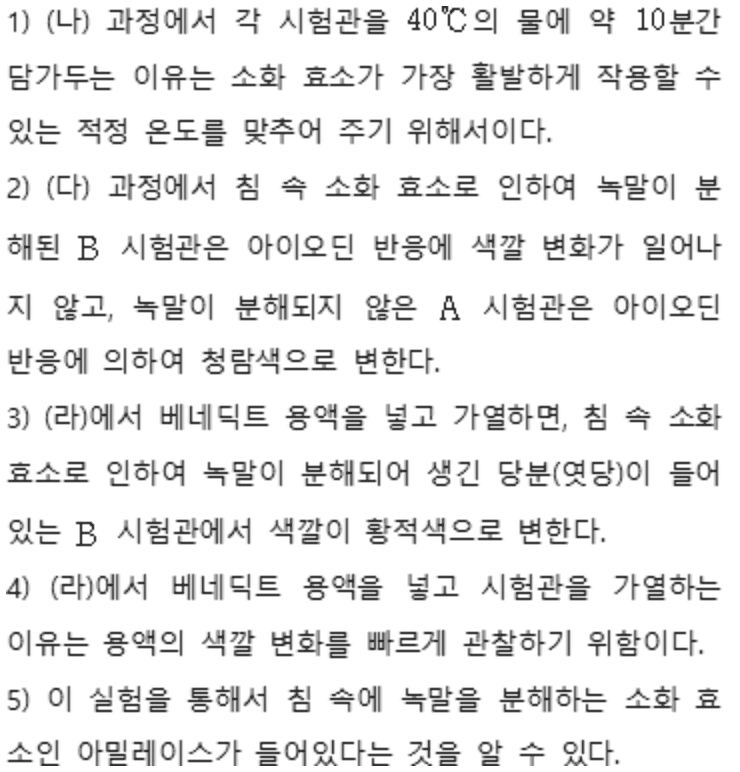 1) (나) 과정에서 각 시험관을 40℃의 물에 약 10분간
담가두는 이유는 소화 효소가 가장 활발하게 작용할 수
있는 적정 온도를 맞추어 주기 위해서이다.
2) (다) 과정에서 침 속 소화 효소로 인하여 녹말이 분
해된 B 시험관은 아이오딘 반응에 색깔 변화가 일어나
지 않고, 녹말이 분해되지 않은 A 시험관은 아이오딘
반응에 의하여 청람색으로 변한다.
3) (라)에서 베네딕트 용액을 넣고 가열하면, 침 속 소화
효소로 인하여 녹말이 분해되어 생긴 당분(엿당)이 들어
있는 B 시험관에서 색깔이 황적색으로 변한다.
4) (라)에서 베네딕트 용액을 넣고 시험관을 가열하는
이유는 용액의 색깔 변화를 빠르게 관찰하기 위함이다.
5) 이 실험을 통해서 침 속에 녹말을 분해하는 소화 효
소인 아밀레이스가 들어있다는 것을 알 수 있다.